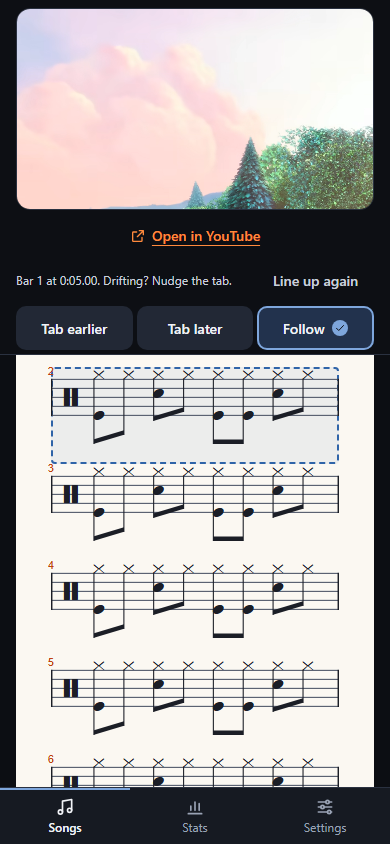 Open in YouTube
Bar 1 at 0:05.00. Drifting? Nudge the tab.
Line up again
Tab earlier
Tab later
Follow
2
3
4
5
6
Songs
Stats
Settings